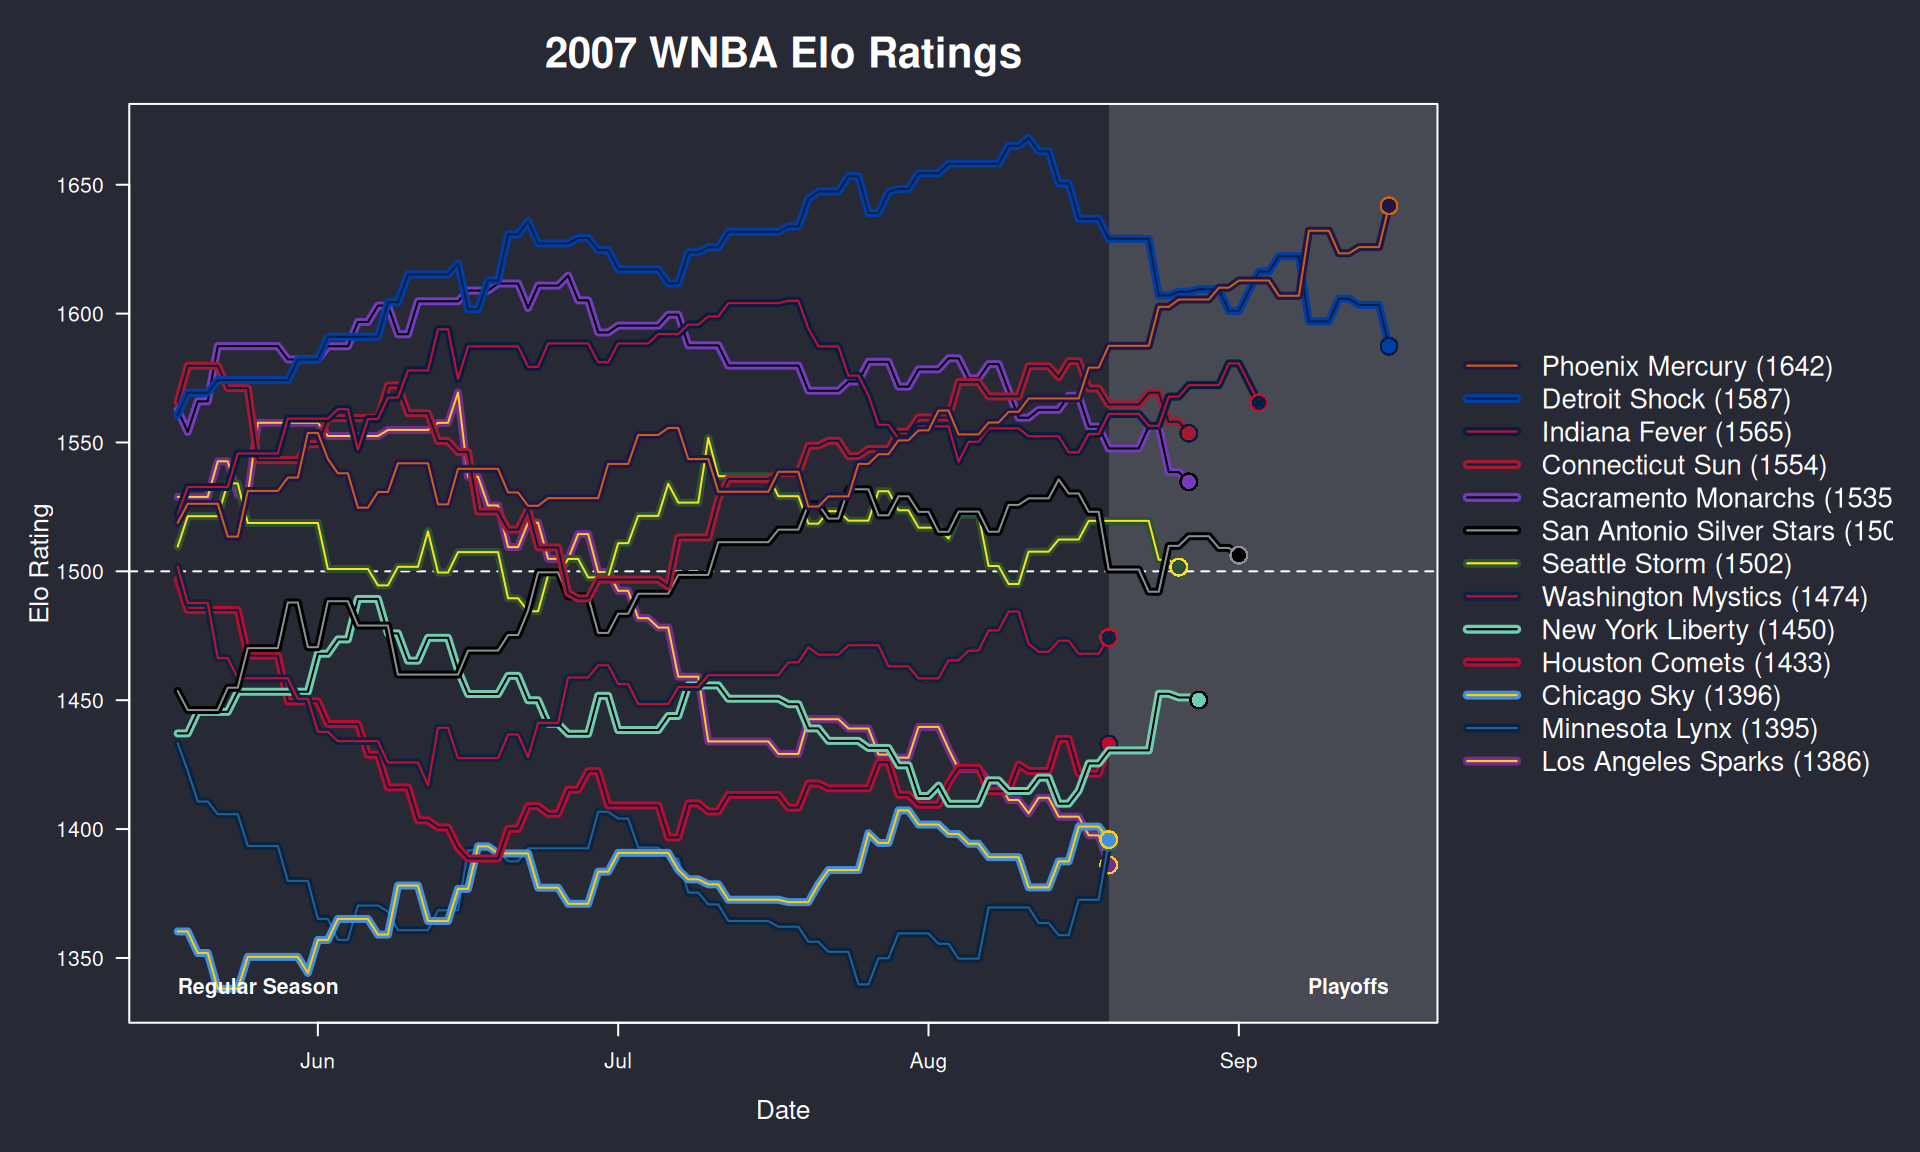 2007 WNBA Elo Ratings
Elo Rating
1650
1600
1550
1500
1450
1400
1350
Regular Season
Playoffs
Jun
Jul
Aug
Sep
Date
Phoenix Mercury (1642)
Detroit Shock (1587)
Indiana Fever (1565)
Connecticut Sun (1554)
Sacramento Monarchs (1535
San Antonio Silver Stars (150
Seattle Storm (1502)
Washington Mystics (1474)
New York Liberty (1450)
Houston Comets (1433)
Chicago Sky (1396)
Minnesota Lynx (1395)
Los Angeles Sparks (1386)